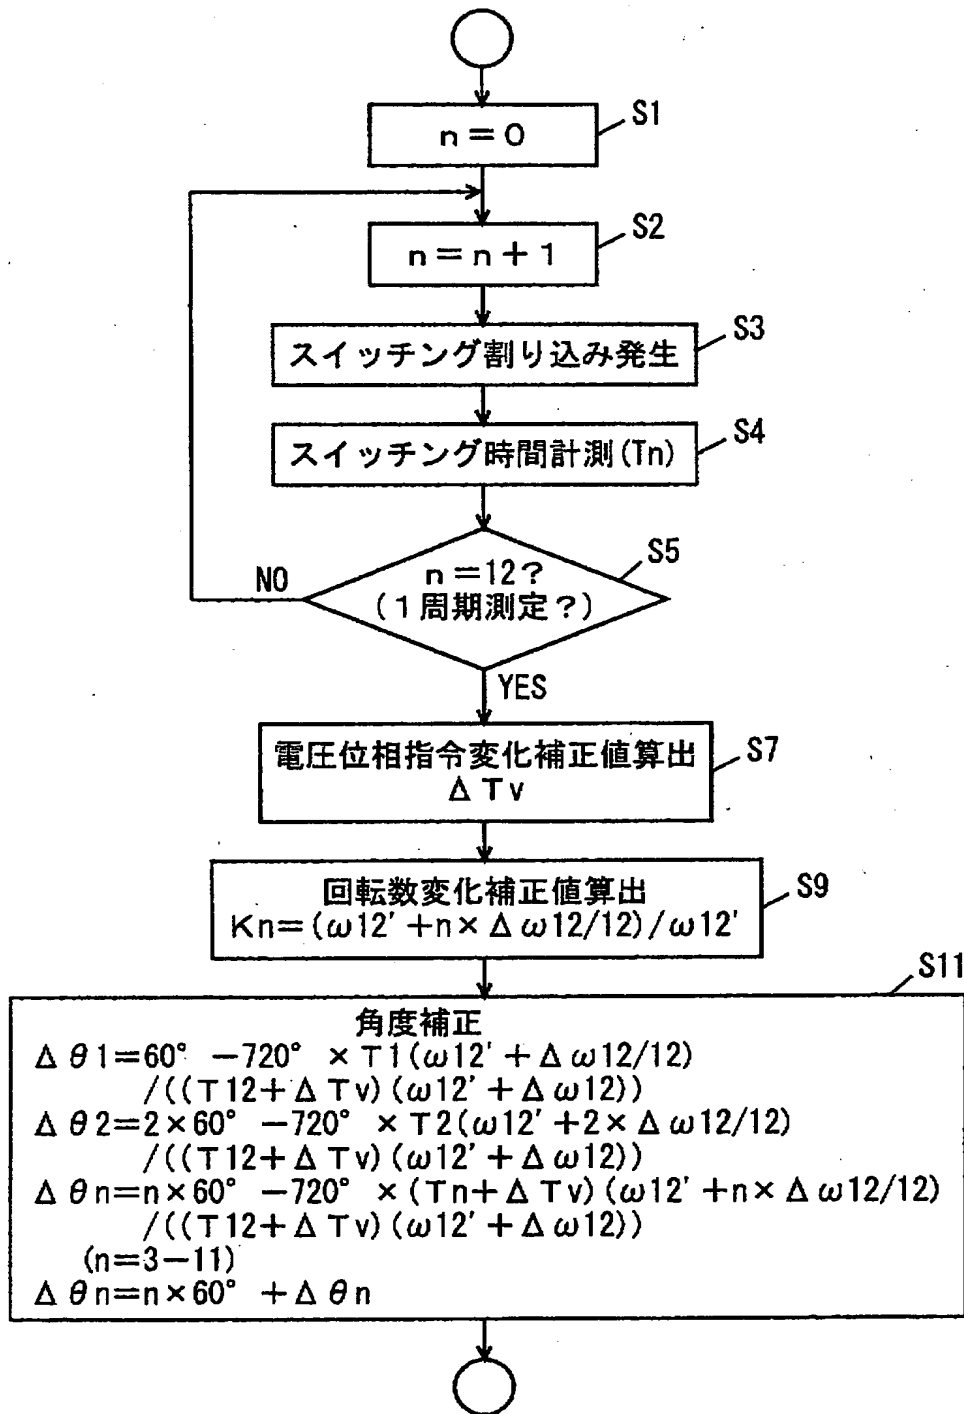 S1
n=0
S2
n=n+1
S3
スイッチング割り込み発生
S4
スイッチング時間計測(Tn)
S5
n=12?
(1周期測定?)
NO
YES
S7
電圧位相指令変化補正値算出
ΔTv
S9
回転数変化補正値算出
Kn=(ω12'+n×Δω12/12)/ω12'
S11
角度補正
Δθ1=60° −720° ×T1(ω12'+Δω12/12)
/((T12+ΔTv)(ω12'+Δω12))
Δθ2=2×60° −720° ×T2(ω12'+2×Δω12/12)
/((T12+ΔTv)(ω12'+Δω12))
Δθn=n×60° −720° ×(Tn+ΔTv)(ω12'+n×Δω12/12)
/((T12+ΔTv)(ω12'+Δω12))
(n=3−11)
Δθn=n×60° +Δθn